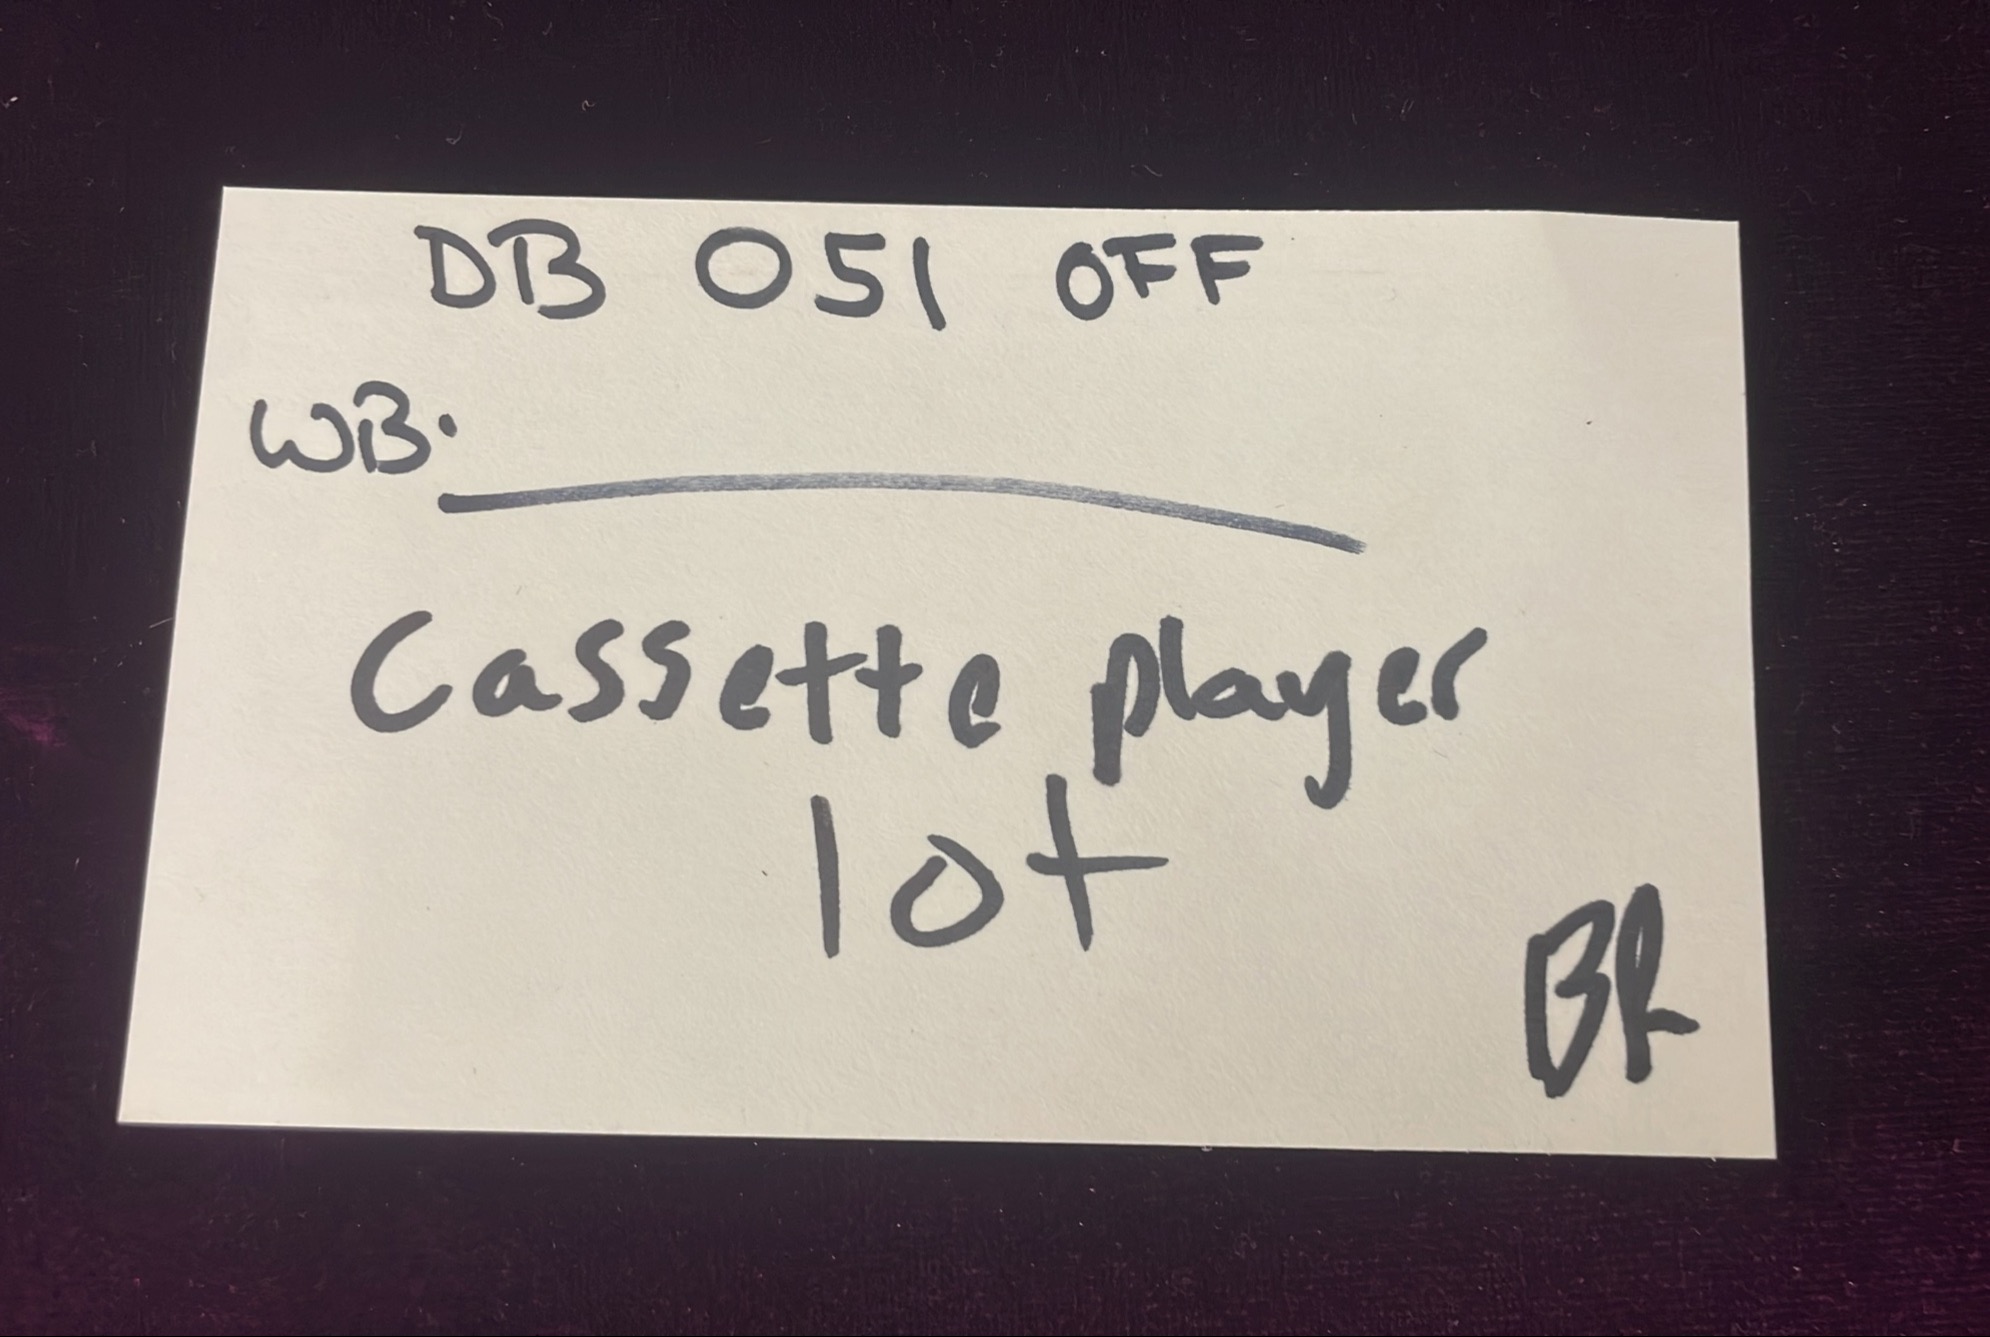 DB 051 OFF
WB.
Cassette player
lot
BR